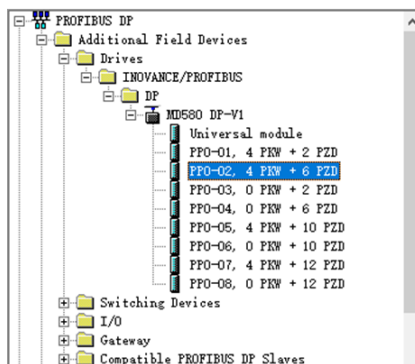 PROFIBUS DP
Additional Field Devices
Drives
INOVANCE/PROFIBUS
DP
MD580 DP-V1
Universal module
PPO-01, 4 PKW + 2 PZD
PPO-02, 4 PKW + 6 PZD
PPO-03, 0 PKW + 2 PZD
PPO-04, 0 PKW + 6 PZD
PPO-05, 4 PKW + 10 PZD
PPO-06, 0 PKW + 10 PZD
PPO-07, 4 PKW + 12 PZD
PPO-08, 0 PKW + 12 PZD
Switching Devices
I/O
Gateway
Compatible PROFIBUS DP Slaves